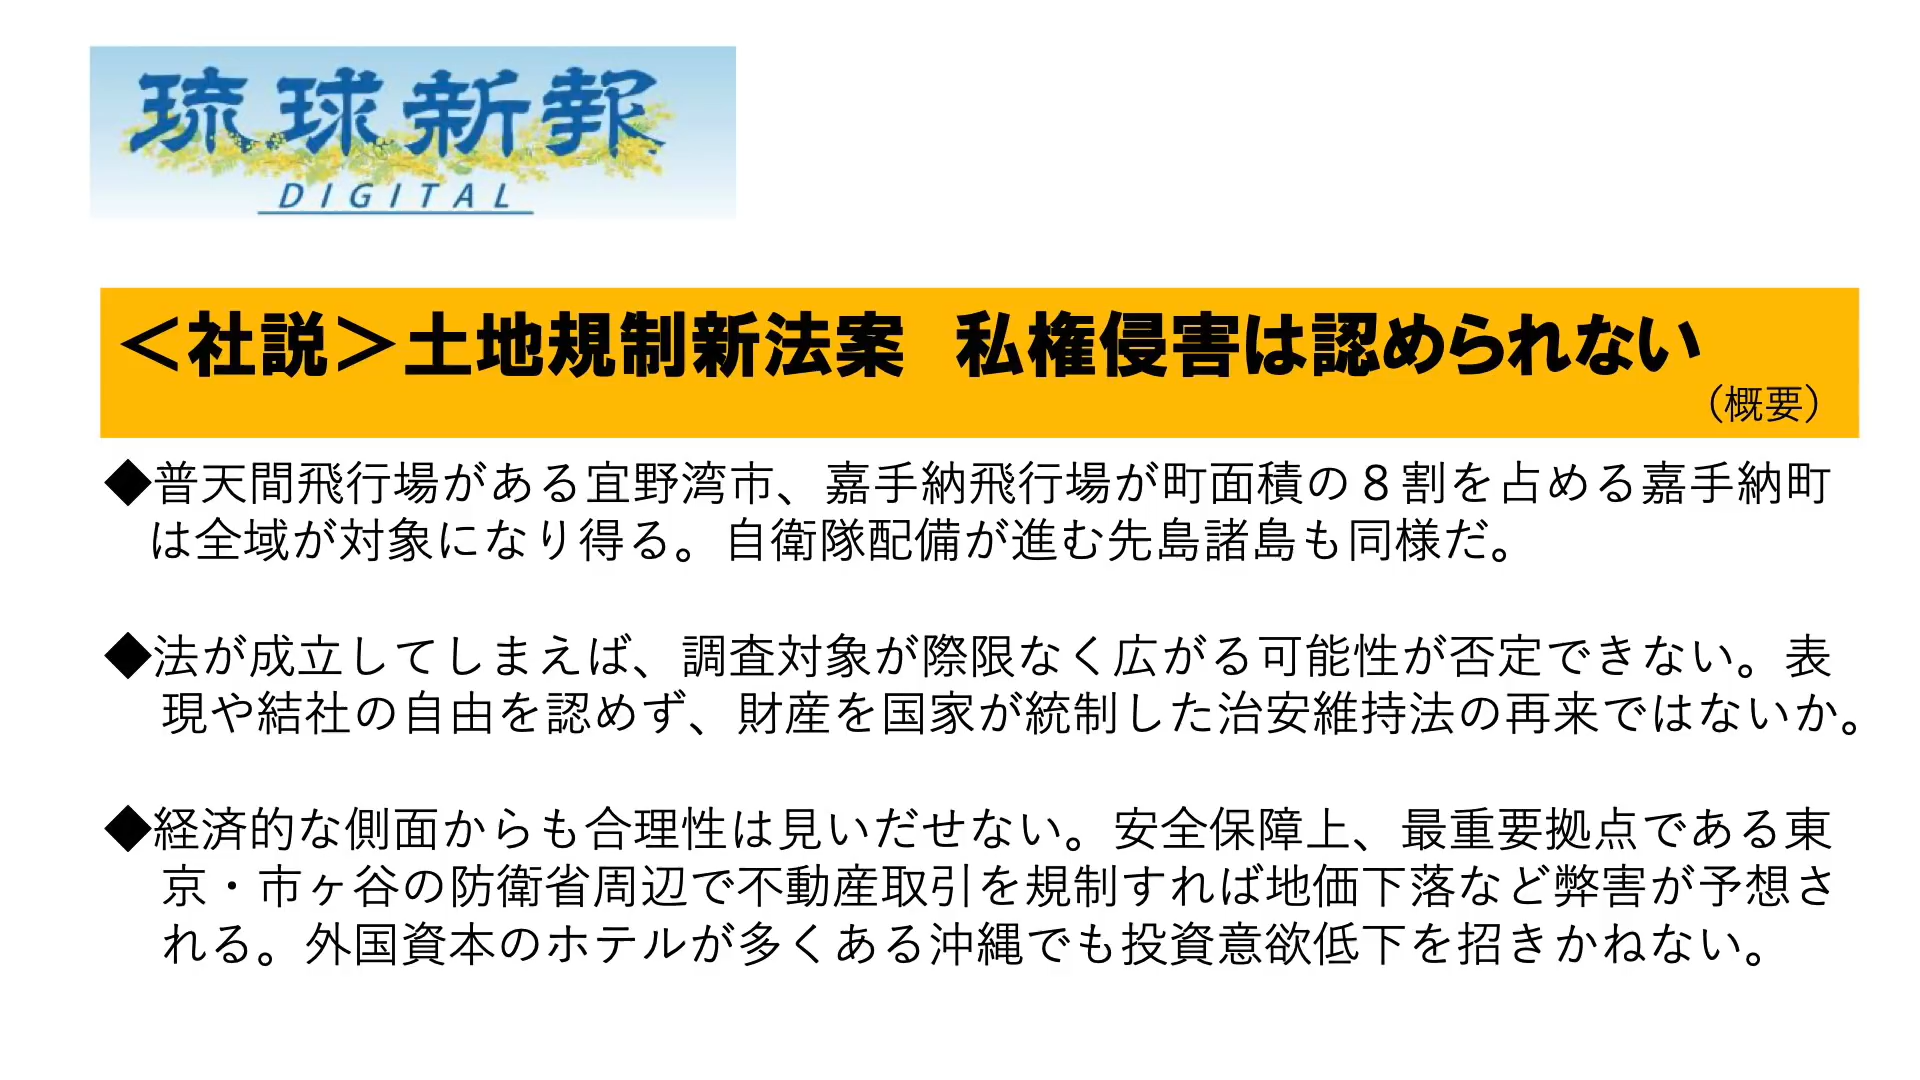 琉球新報
DIGITAL
＜社説＞土地規制新法案　私権侵害は認められない
（概要）
◆普天間飛行場がある宜野湾市、嘉手納飛行場が町面積の８割を占める嘉手納町
は全域が対象になり得る。自衛隊配備が進む先島諸島も同様だ。
◆法が成立してしまえば、調査対象が際限なく広がる可能性が否定できない。表
現や結社の自由を認めず、財産を国家が統制した治安維持法の再来ではないか。
◆経済的な側面からも合理性は見いだせない。安全保障上、最重要拠点である東
京・市ヶ谷の防衛省周辺で不動産取引を規制すれば地価下落など弊害が予想さ
れる。外国資本のホテルが多くある沖縄でも投資意欲低下を招きかねない。